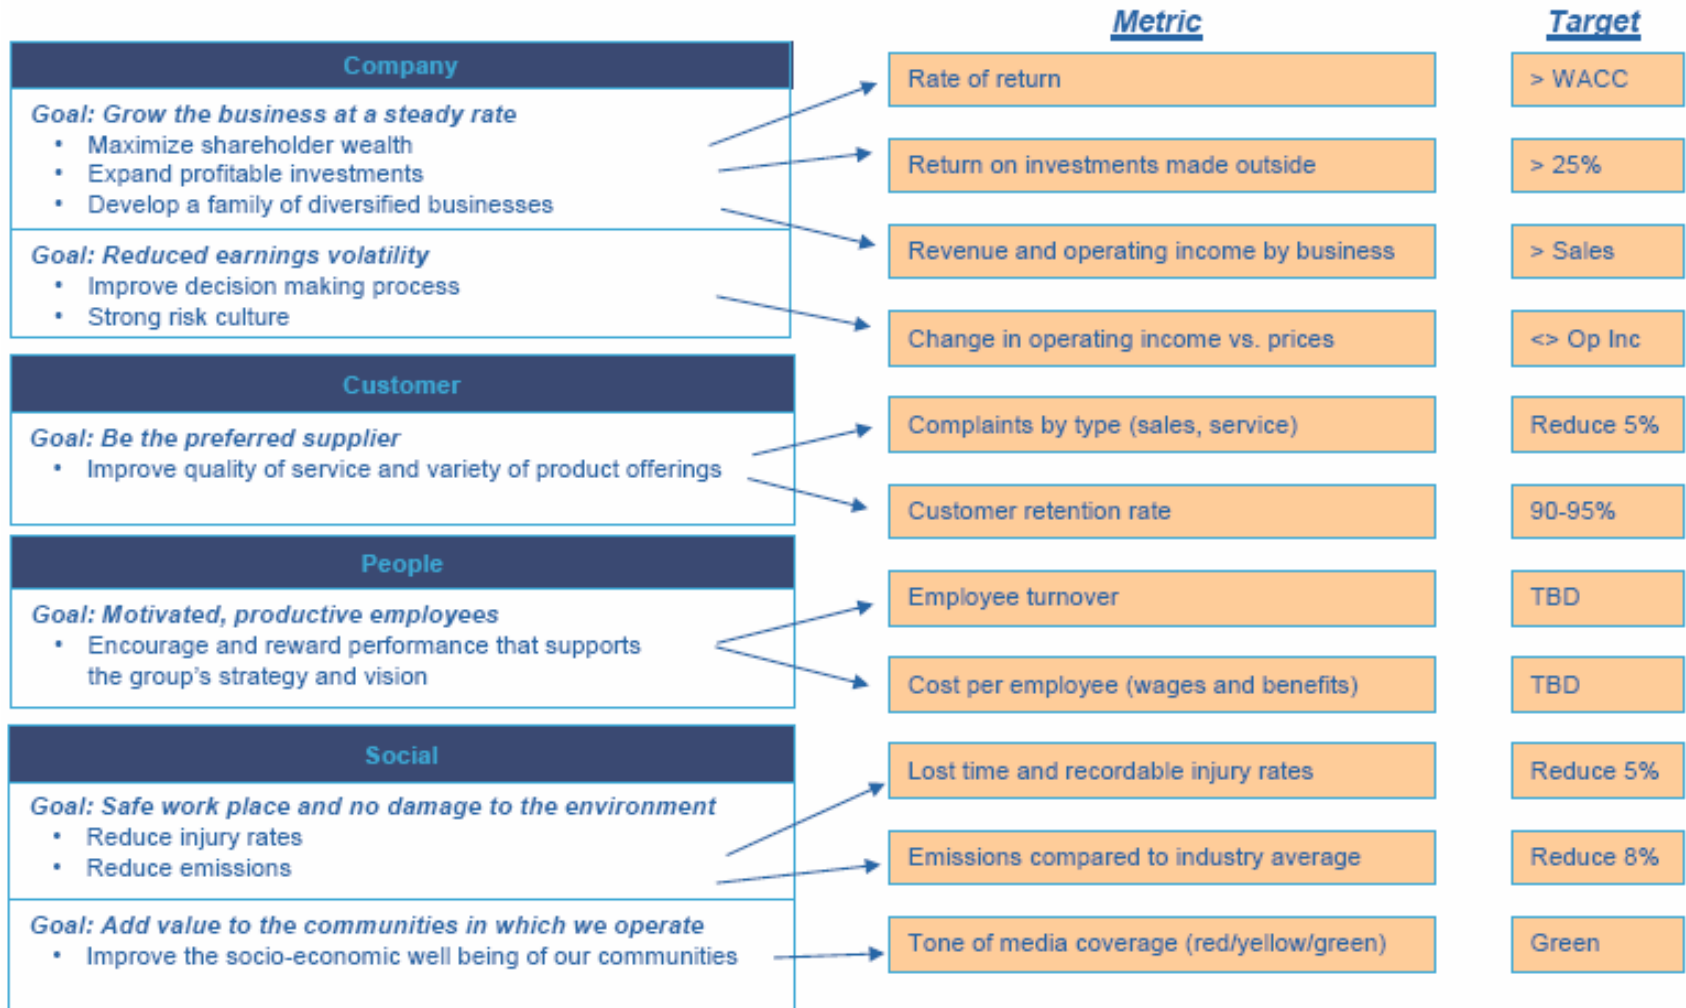 Metric
Target
Company
Goal: Grow the business at a steady rate
• Maximize shareholder wealth
• Expand profitable investments
• Develop a family of diversified businesses
Goal: Reduced earnings volatility
• Improve decision making process
• Strong risk culture
Customer
Goal: Be the preferred supplier
• Improve quality of service and variety of product offerings
People
Goal: Motivated, productive employees
• Encourage and reward performance that supports
the group's strategy and vision
Social
Goal: Safe work place and no damage to the environment
• Reduce injury rates
• Reduce emissions
Goal: Add value to the communities in which we operate
• Improve the socio-economic well being of our communities
Rate of return
> WACC
Return on investments made outside
> 25%
Revenue and operating income by business
> Sales
Change in operating income vs. prices
<> Op Inc
Complaints by type (sales, service)
Reduce 5%
Customer retention rate
90-95%
Employee turnover
TBD
Cost per employee (wages and benefits)
TBD
Lost time and recordable injury rates
Reduce 5%
Emissions compared to industry average
Reduce 8%
Tone of media coverage (red/yellow/green)
Green